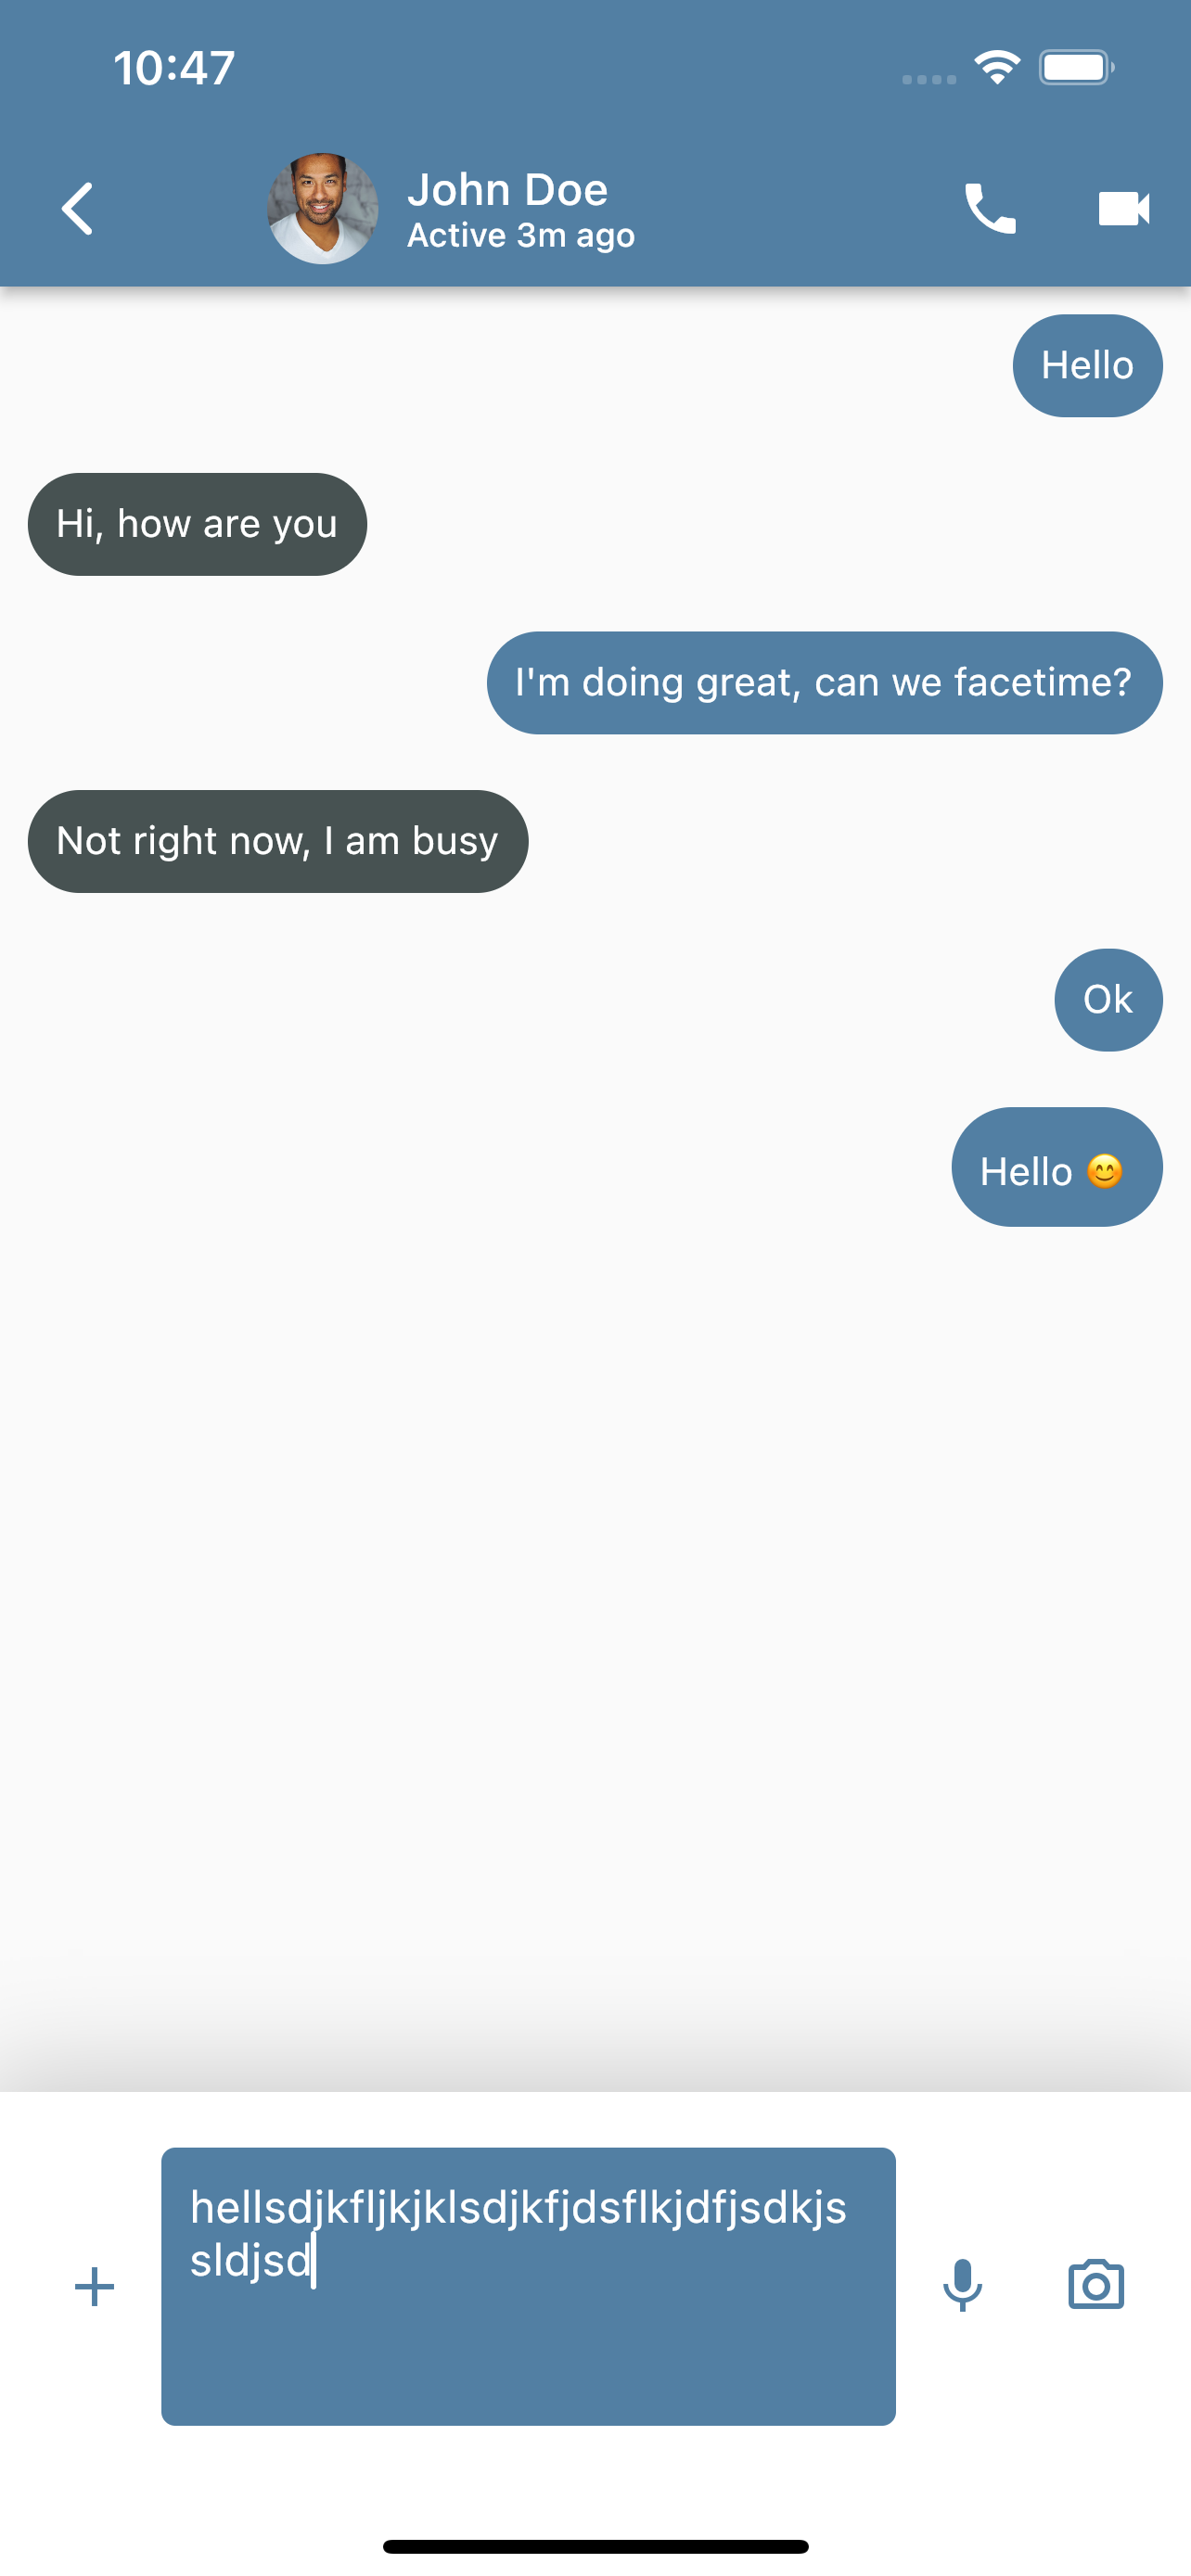 10:47
John Doe
Active 3m ago
Hello
Hi, how are you
I'm doing great, can we facetime?
Not right now, I am busy
Ok
Hello 😊
hellsdjkfljkjklsdjkfjdsflkjdfjsdkjs
sldjsd